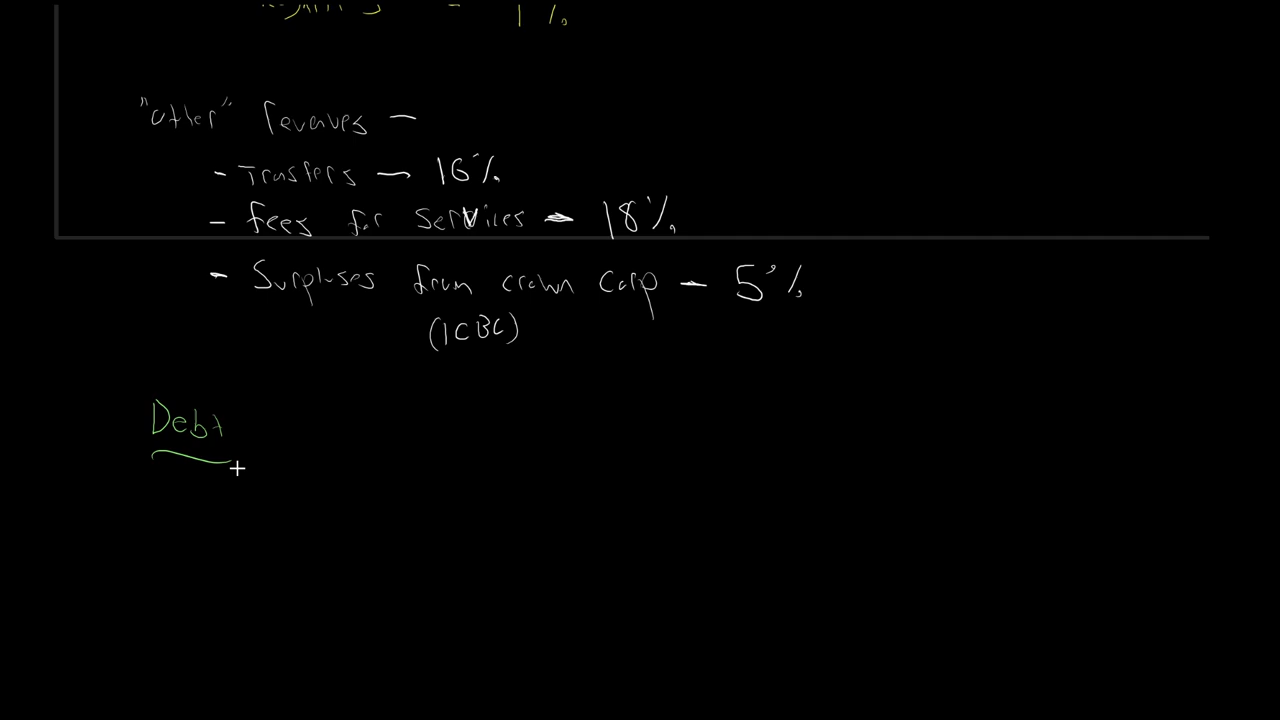 "other" Revenues —
- Transfers — 16%
- Fees for Services - 18%
- Surpluses from crown corp - 5%
(ICBC)
Debt